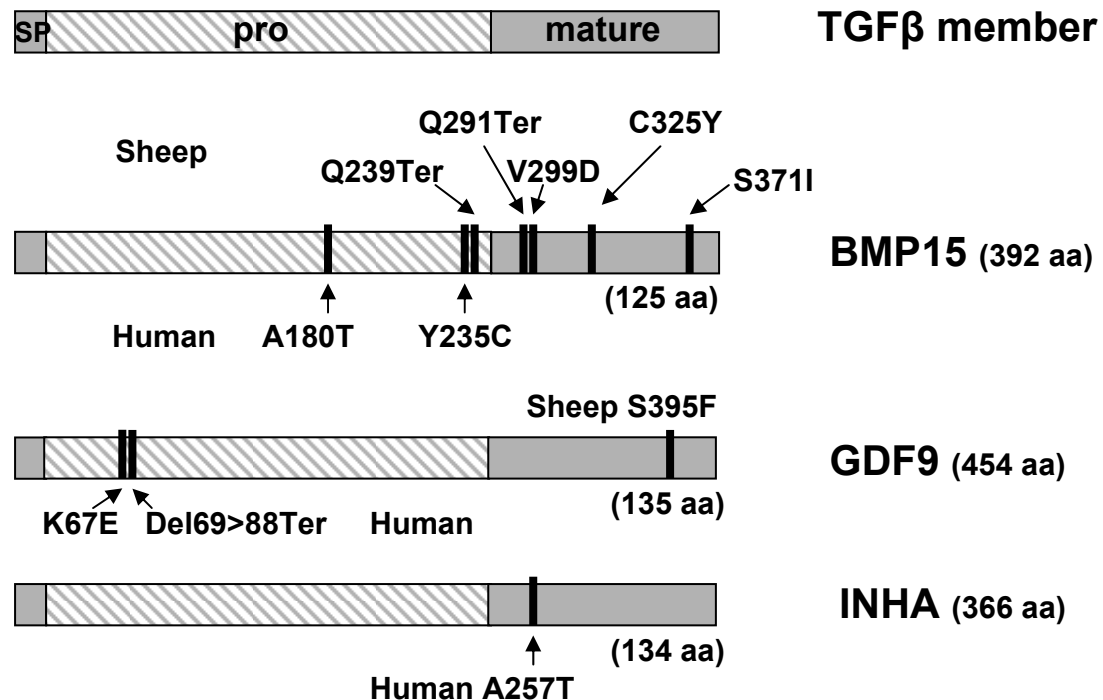 SP pro mature TGFβ member
Q291Ter C325Y
Sheep
Q239Ter V299D S371I
BMP15 (392 aa)
(125 aa)
Human A180T Y235C
Sheep S395F
GDF9 (454 aa)
(135 aa)
K67E Del69>88Ter Human
INHA (366 aa)
(134 aa)
Human A257T